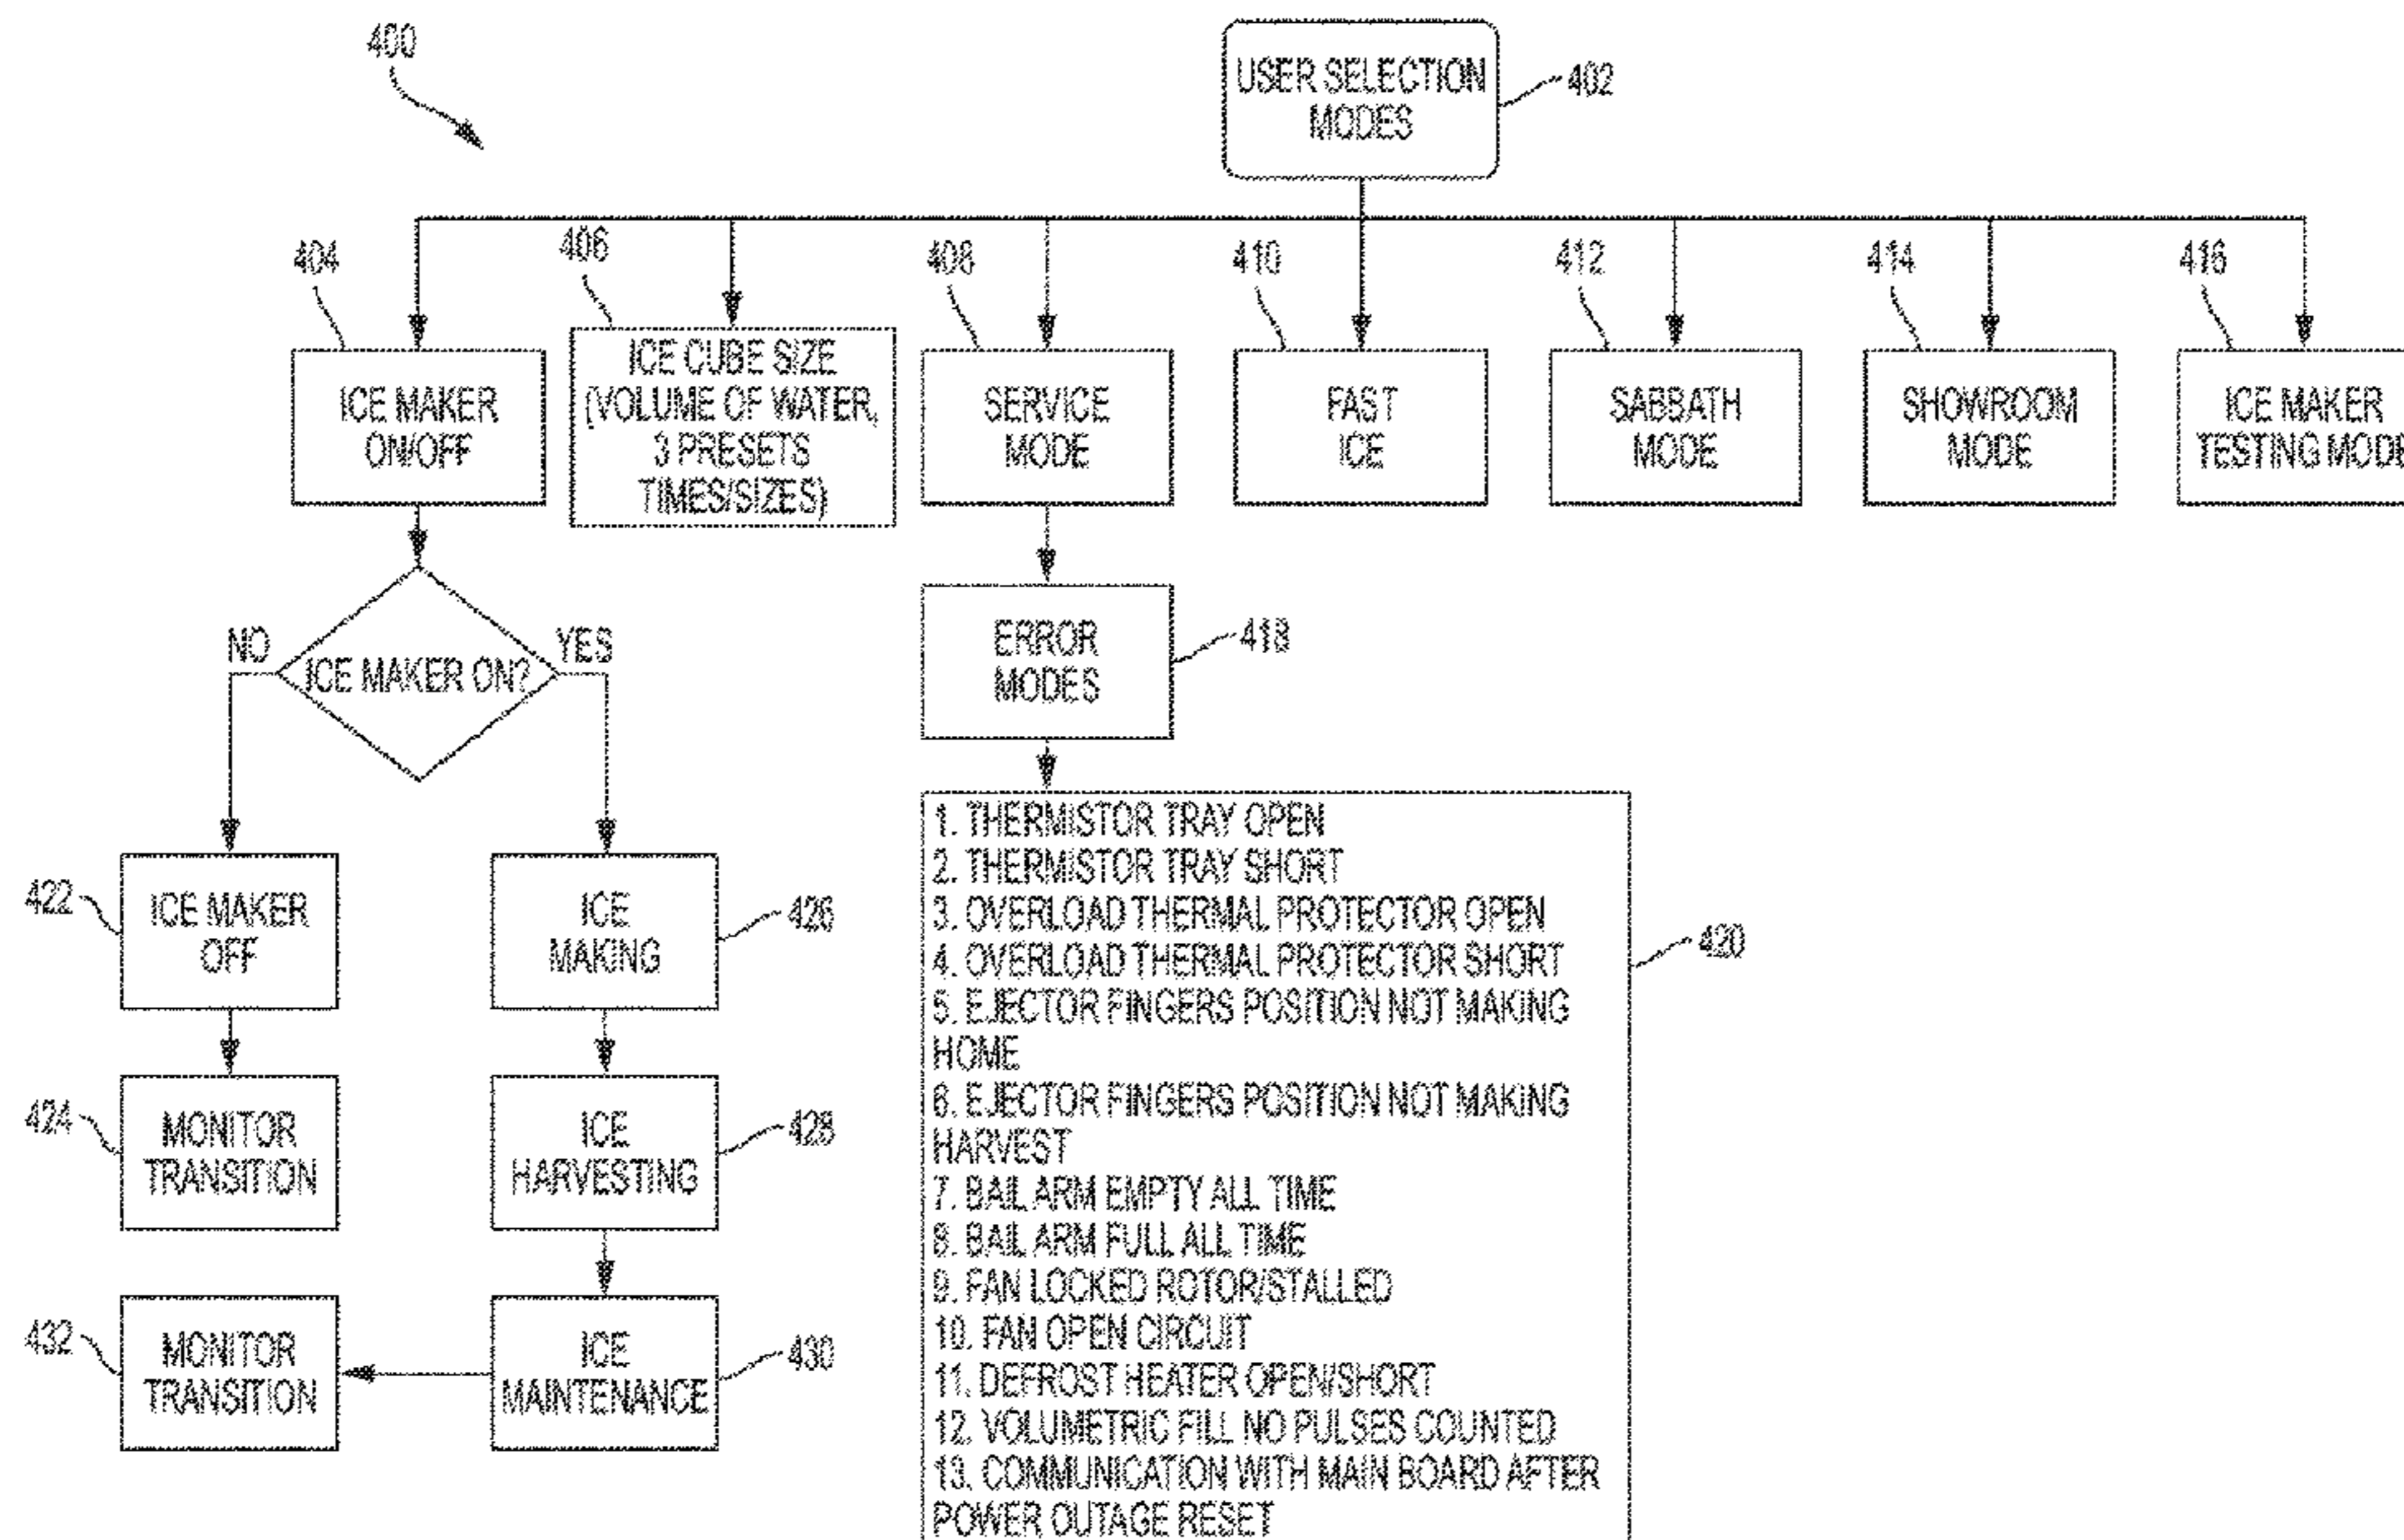 400
USER SELECTION
MODES
402
404
406
408
410
412
414
416
ICE MAKER
ON/OFF
ICE CUBE SIZE
(VOLUME OF WATER,
3 PRESETS
TIMES/SIZES)
SERVICE
MODE
FAST
ICE
SABBATH
MODE
SHOWROOM
MODE
ICE MAKER
TESTING MODE
NO
ICE MAKER ON?
YES
ERROR
MODES
418
422
ICE MAKER
OFF
ICE
MAKING
426
424
MONITOR
TRANSITION
ICE
HARVESTING
428
432
MONITOR
TRANSITION
ICE
MAINTENANCE
430
1. THERMISTOR TRAY OPEN
2. THERMISTOR TRAY SHORT
3. OVERLOAD THERMAL PROTECTOR OPEN
4. OVERLOAD THERMAL PROTECTOR SHORT
5. EJECTOR FINGERS POSITION NOT MAKING
HOME
6. EJECTOR FINGERS POSITION NOT MAKING
HARVEST
7. BAIL ARM EMPTY ALL TIME
8. BAIL ARM FULL ALL TIME
9. FAN LOCKED ROTOR/STALLED
10. FAN OPEN CIRCUIT
11. DEFROST HEATER OPEN/SHORT
12. VOLUMETRIC FILL NO PULSES COUNTED
13. COMMUNICATION WITH MAIN BOARD AFTER
POWER OUTAGE RESET
420